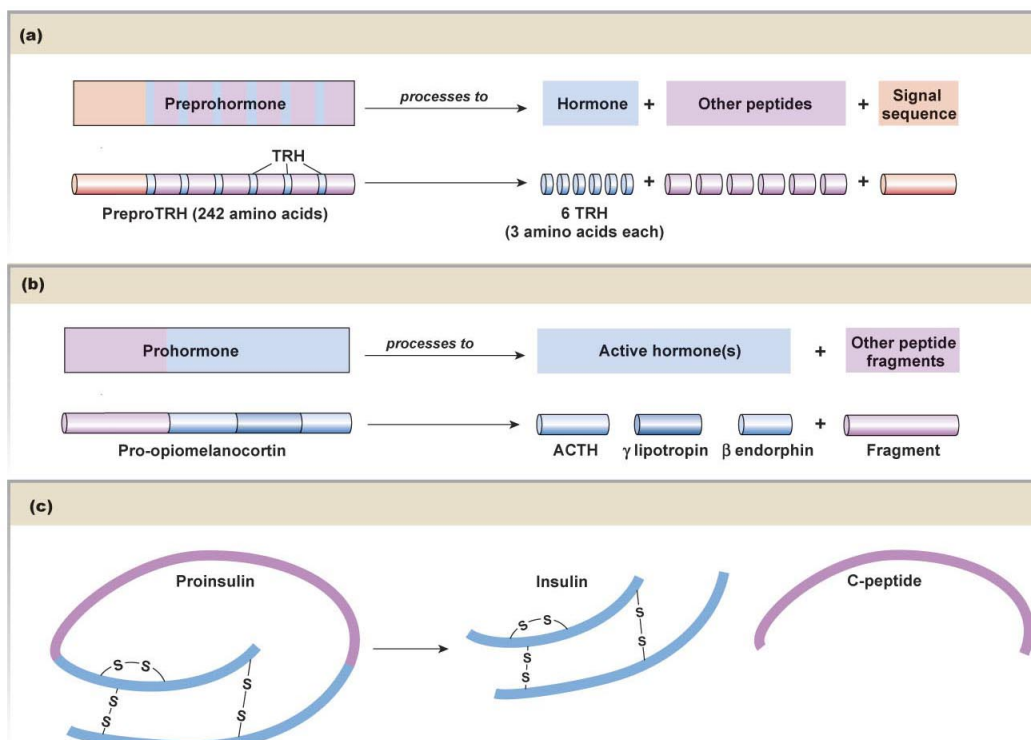 (a)
processes to
Preprohormone
Hormone + Other peptides + Signal sequence
TRH
+ +
PreproTRH (242 amino acids)
6 TRH
(3 amino acids each)
(b)
processes to
Prohormone
Active hormone(s) + Other peptide fragments
+
Pro-opiomelanocortin
ACTH γ lipotropin β endorphin Fragment
(c)
Proinsulin
Insulin
C-peptide
S S
S S
S S
S S
S S
S S